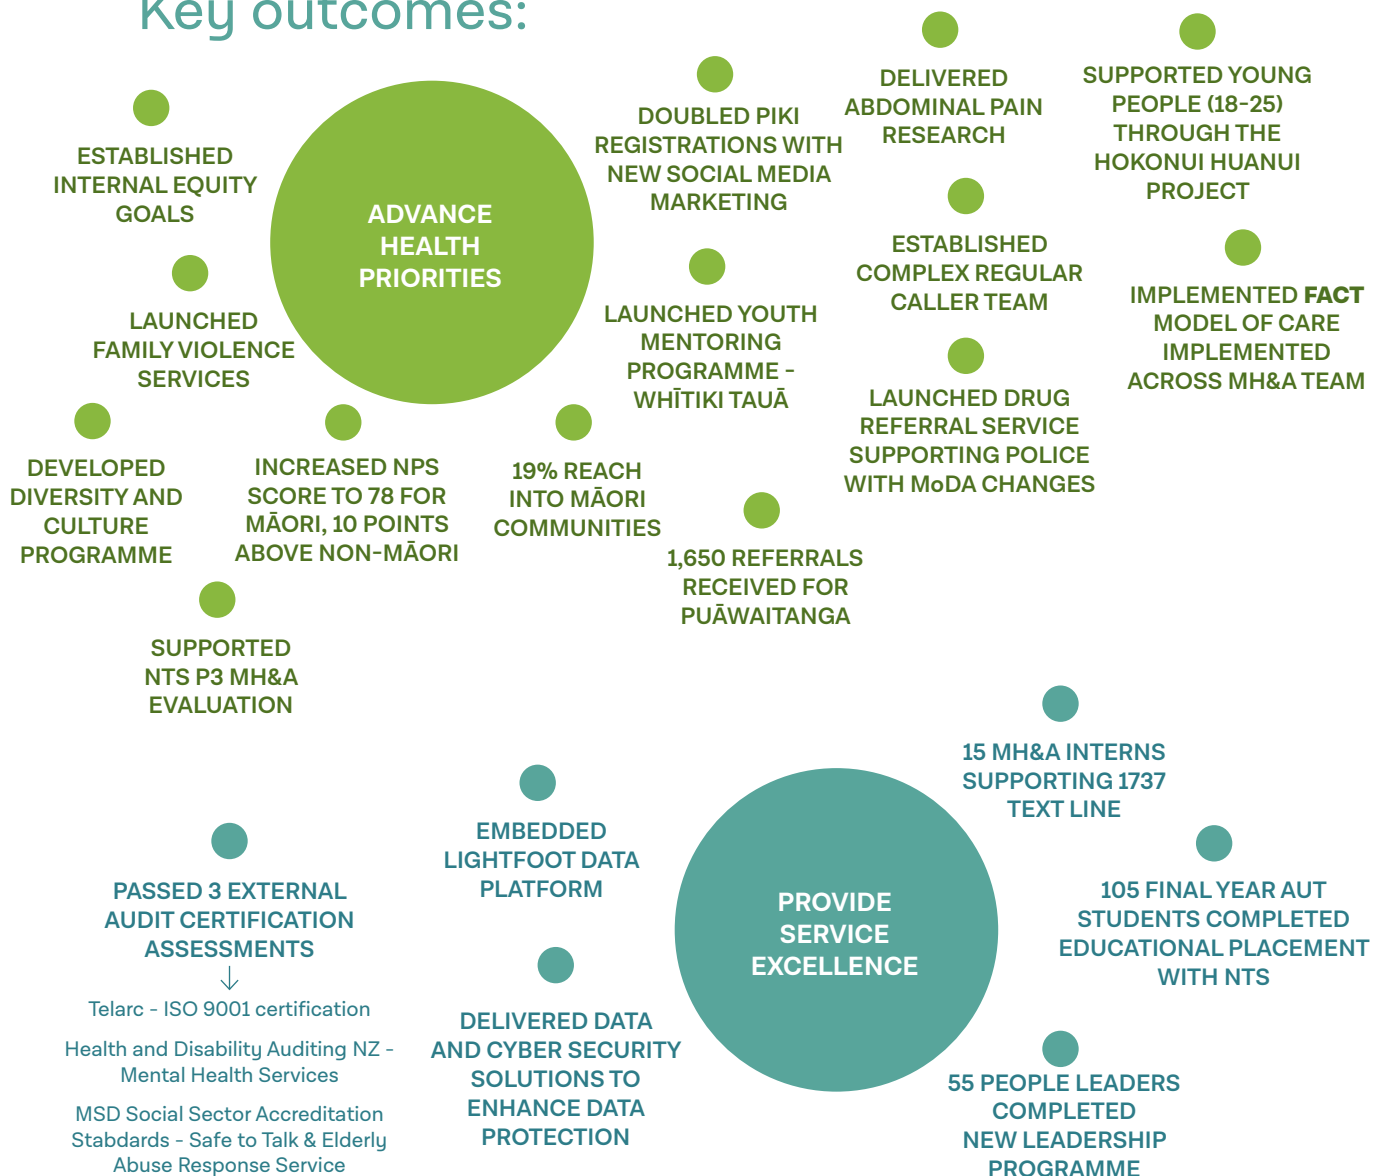 Key outcomes:
ESTABLISHED
INTERNAL EQUITY
GOALS
LAUNCHED
FAMILY VIOLENCE
SERVICES
DEVELOPED
DIVERSITY AND
CULTURE
PROGRAMME
ADVANCE
HEALTH
PRIORITIES
INCREASED NPS
SCORE TO 78 FOR
MĀORI, 10 POINTS
ABOVE NON-MĀORI
SUPPORTED
NTS P3 MH&A
EVALUATION
19% REACH
INTO MĀORI
COMMUNITIES
DOUBLED PIKI
REGISTRATIONS WITH
NEW SOCIAL MEDIA
MARKETING
LAUNCHED YOUTH
MENTORING
PROGRAMME -
WHĪTIKI TAUĀ
1,650 REFERRALS
RECEIVED FOR
PUĀWAITANGA
DELIVERED
ABDOMINAL PAIN
RESEARCH
ESTABLISHED
COMPLEX REGULAR
CALLER TEAM
LAUNCHED DRUG
REFERRAL SERVICE
SUPPORTING POLICE
WITH MoDA CHANGES
SUPPORTED YOUNG
PEOPLE (18-25)
THROUGH THE
HOKONUI HUANUI
PROJECT
IMPLEMENTED FACT
MODEL OF CARE
IMPLEMENTED
ACROSS MH&A TEAM
PASSED 3 EXTERNAL
AUDIT CERTIFICATION
ASSESSMENTS
Telarc - ISO 9001 certification
Health and Disability Auditing NZ -
Mental Health Services
MSD Social Sector Accreditation
Stabdards - Safe to Talk & Elderly
Abuse Response Service
EMBEDDED
LIGHTFOOT DATA
PLATFORM
DELIVERED DATA
AND CYBER SECURITY
SOLUTIONS TO
ENHANCE DATA
PROTECTION
PROVIDE
SERVICE
EXCELLENCE
15 MH&A INTERNS
SUPPORTING 1737
TEXT LINE
105 FINAL YEAR AUT
STUDENTS COMPLETED
EDUCATIONAL PLACEMENT
WITH NTS
55 PEOPLE LEADERS
COMPLETED
NEW LEADERSHIP
PROGRAMME